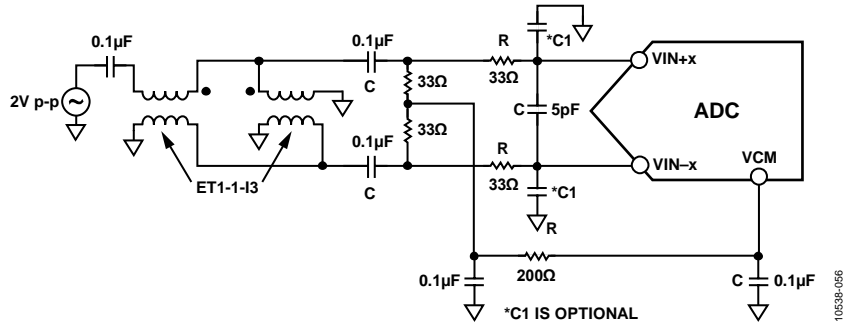 0.1µF
2V p-p
ET1-1-I3
0.1µF
C
33Ω
33Ω
0.1µF
C
R
33Ω
*C1
C
5pF
R
33Ω
*C1
R
VIN+x
ADC
VIN–x
VCM
0.1µF
200Ω
C
0.1µF
*C1 IS OPTIONAL
10538-056